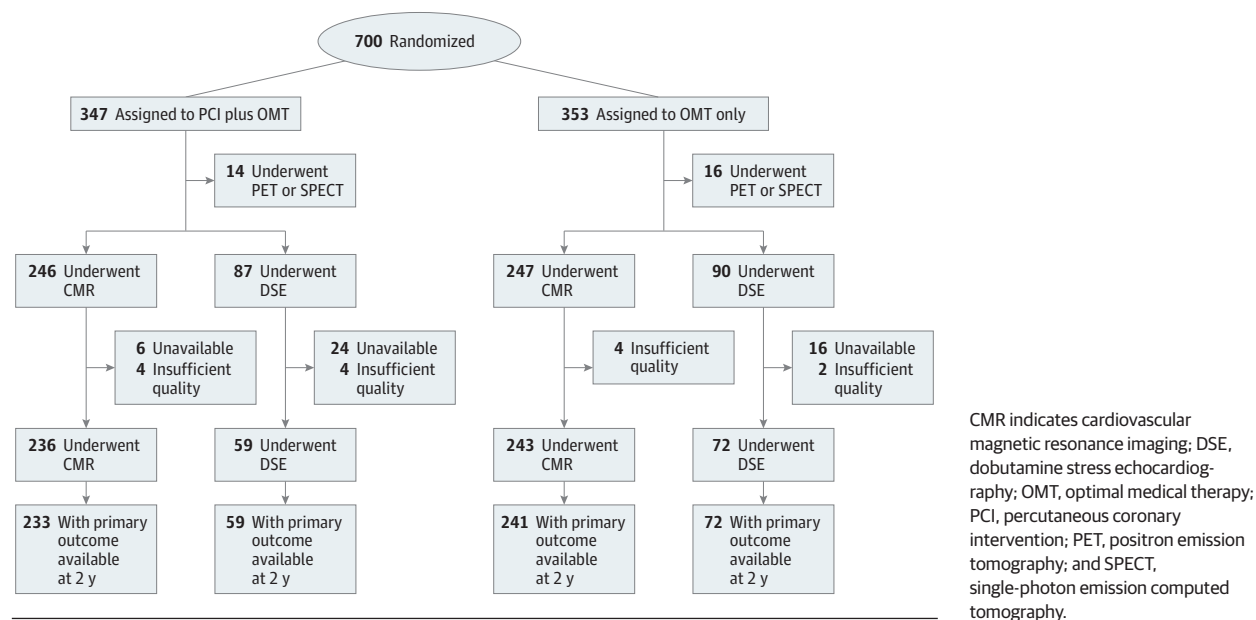 700 Randomized
347 Assigned to PCI plus OMT
353 Assigned to OMT only
14 Underwent
PET or SPECT
16 Underwent
PET or SPECT
246 Underwent
CMR
87 Underwent
DSE
247 Underwent
CMR
90 Underwent
DSE
6 Unavailable
4 Insufficient
quality
24 Unavailable
4 Insufficient
quality
4 Insufficient
quality
16 Unavailable
2 Insufficient
quality
236 Underwent
CMR
59 Underwent
DSE
243 Underwent
CMR
72 Underwent
DSE
233 With primary
outcome
available
at 2 y
59 With primary
outcome
available
at 2 y
241 With primary
outcome
available
at 2 y
72 With primary
outcome
available
at 2 y
CMR indicates cardiovascular
magnetic resonance imaging; DSE,
dobutamine stress echocardiog-
raphy; OMT, optimal medical therapy;
PCI, percutaneous coronary
intervention; PET, positron emission
tomography; and SPECT,
single-photon emission computed
tomography.